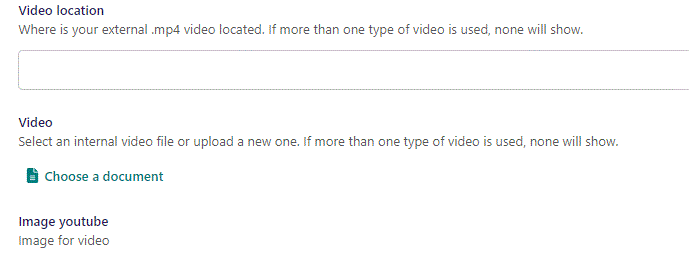 Video location
Where is your external .mp4 video located. If more than one type of video is used, none will show.
Video
Select an internal video file or upload a new one. If more than one type of video is used, none will show.
Choose a document
Image youtube
Image for video